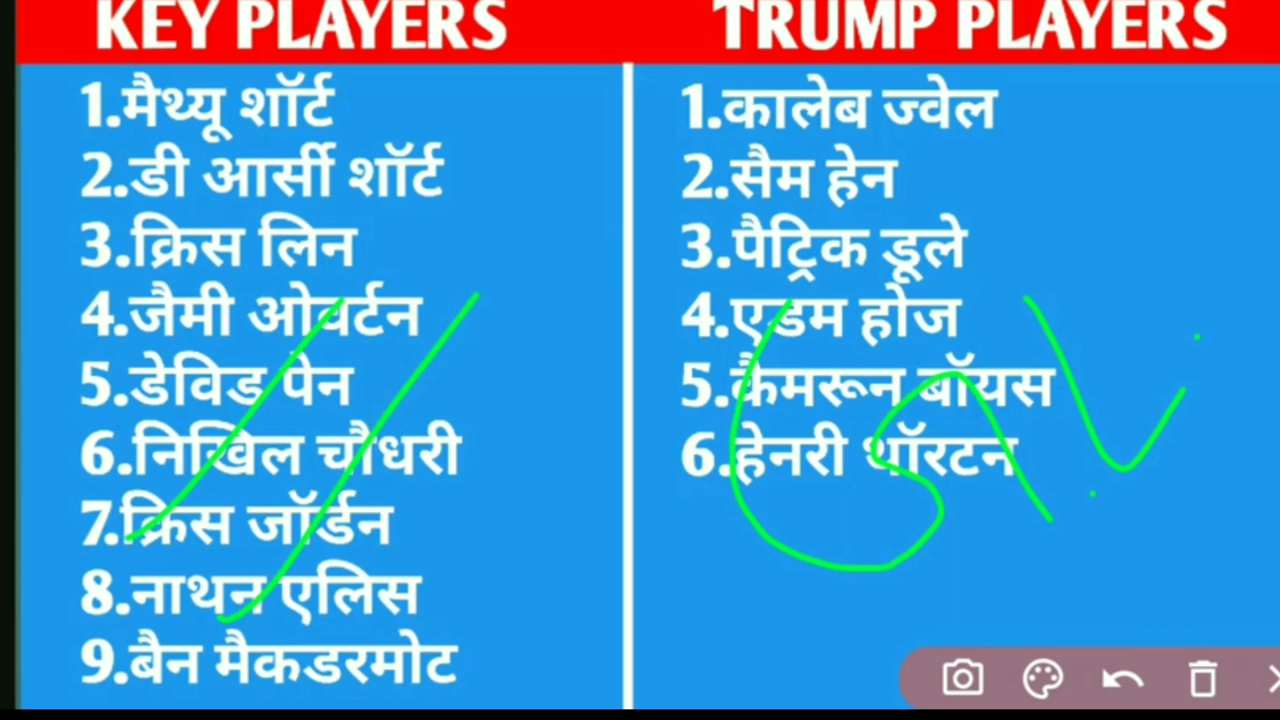 KEY PLAYERS
1.मैथ्यू शॉर्ट
2.डी आर्सी शॉर्ट
3.क्रिस लिन
4.जैमी ओवर्टन
5.डेविड पेन
6.निखिल चौधरी
7.क्रिस जॉर्डन
8.नाथन एलिस
9.बैन मैकडरमोट
TRUMP PLAYERS
1.कालेब ज्वेल
2.सैम हेन
3.पैट्रिक डूले
4.एडम होज
5.कैमरून बॉयस
6.हेनरी थॉरटन